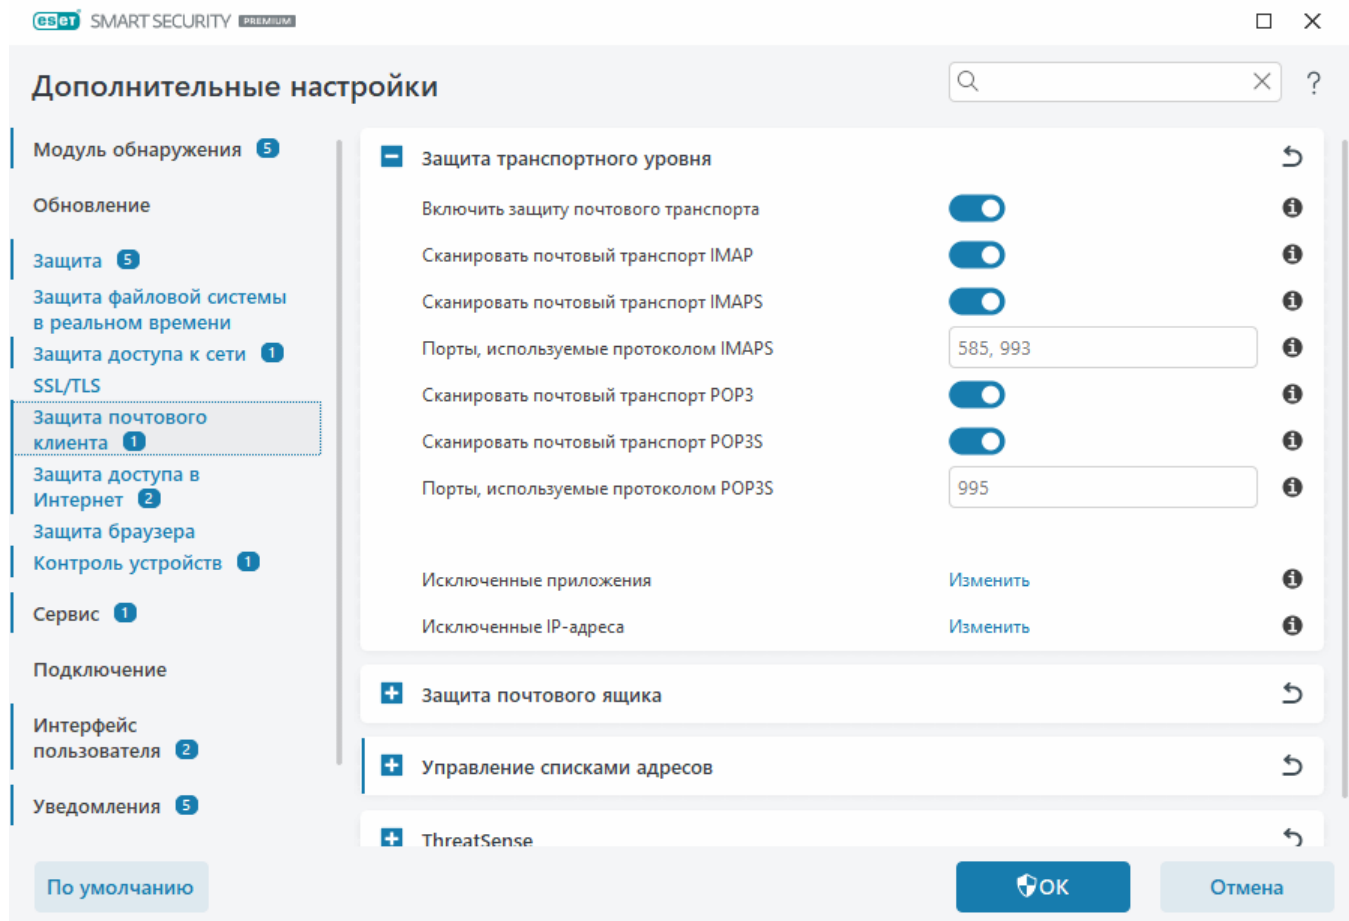 eset SMART SECURITY PREMIUM
Дополнительные настройки
?
Модуль обнаружения 5
Обновление
Защита 5
Защита файловой системы
в реальном времени
Защита доступа к сети 1
SSL/TLS
Защита почтового
клиента 1
Защита доступа в
Интернет 2
Защита браузера
Контроль устройств 1
Сервис 1
Подключение
Интерфейс
пользователя 2
Уведомления 5
Защита транспортного уровня
Включить защиту почтового транспорта
Сканировать почтовый транспорт IMAP
Сканировать почтовый транспорт IMAPS
Порты, используемые протоколом IMAPS 585, 993
Сканировать почтовый транспорт POP3
Сканировать почтовый транспорт POP3S
Порты, используемые протоколом POP3S 995
Исключенные приложения Изменить
Исключенные IP-адреса Изменить
Защита почтового ящика
Управление списками адресов
ThreatSense
По умолчанию
ОК
Отмена